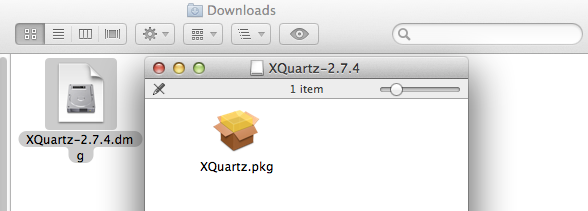 Downloads
XQuartz-2.7.4
1 item
XQuartz-2.7.4.dm
g
XQuartz.pkg